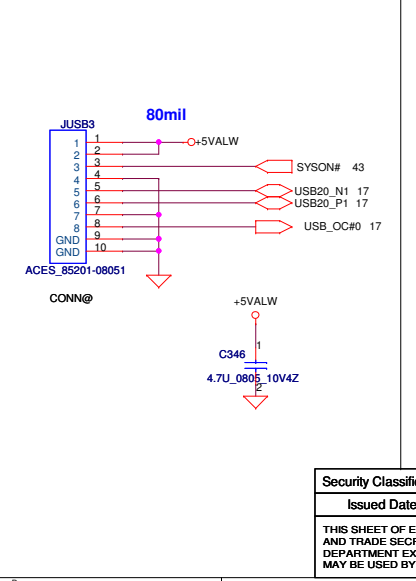 80mil
JUSB3
1 1 +5VALW
2 2
3 3 SYSON# 43
4 4
5 5 USB20_N1 17
6 6 USB20_P1 17
7 7
8 8 USB_OC#0 17
GND 9
GND 10
ACES_85201-08051
CONN@
+5VALW
1
C346
4.7U_0805_10V4Z
2
Security Classifi
Issued Date
THIS SHEET OF E
AND TRADE SECR
DEPARTMENT EX
MAY BE USED BY